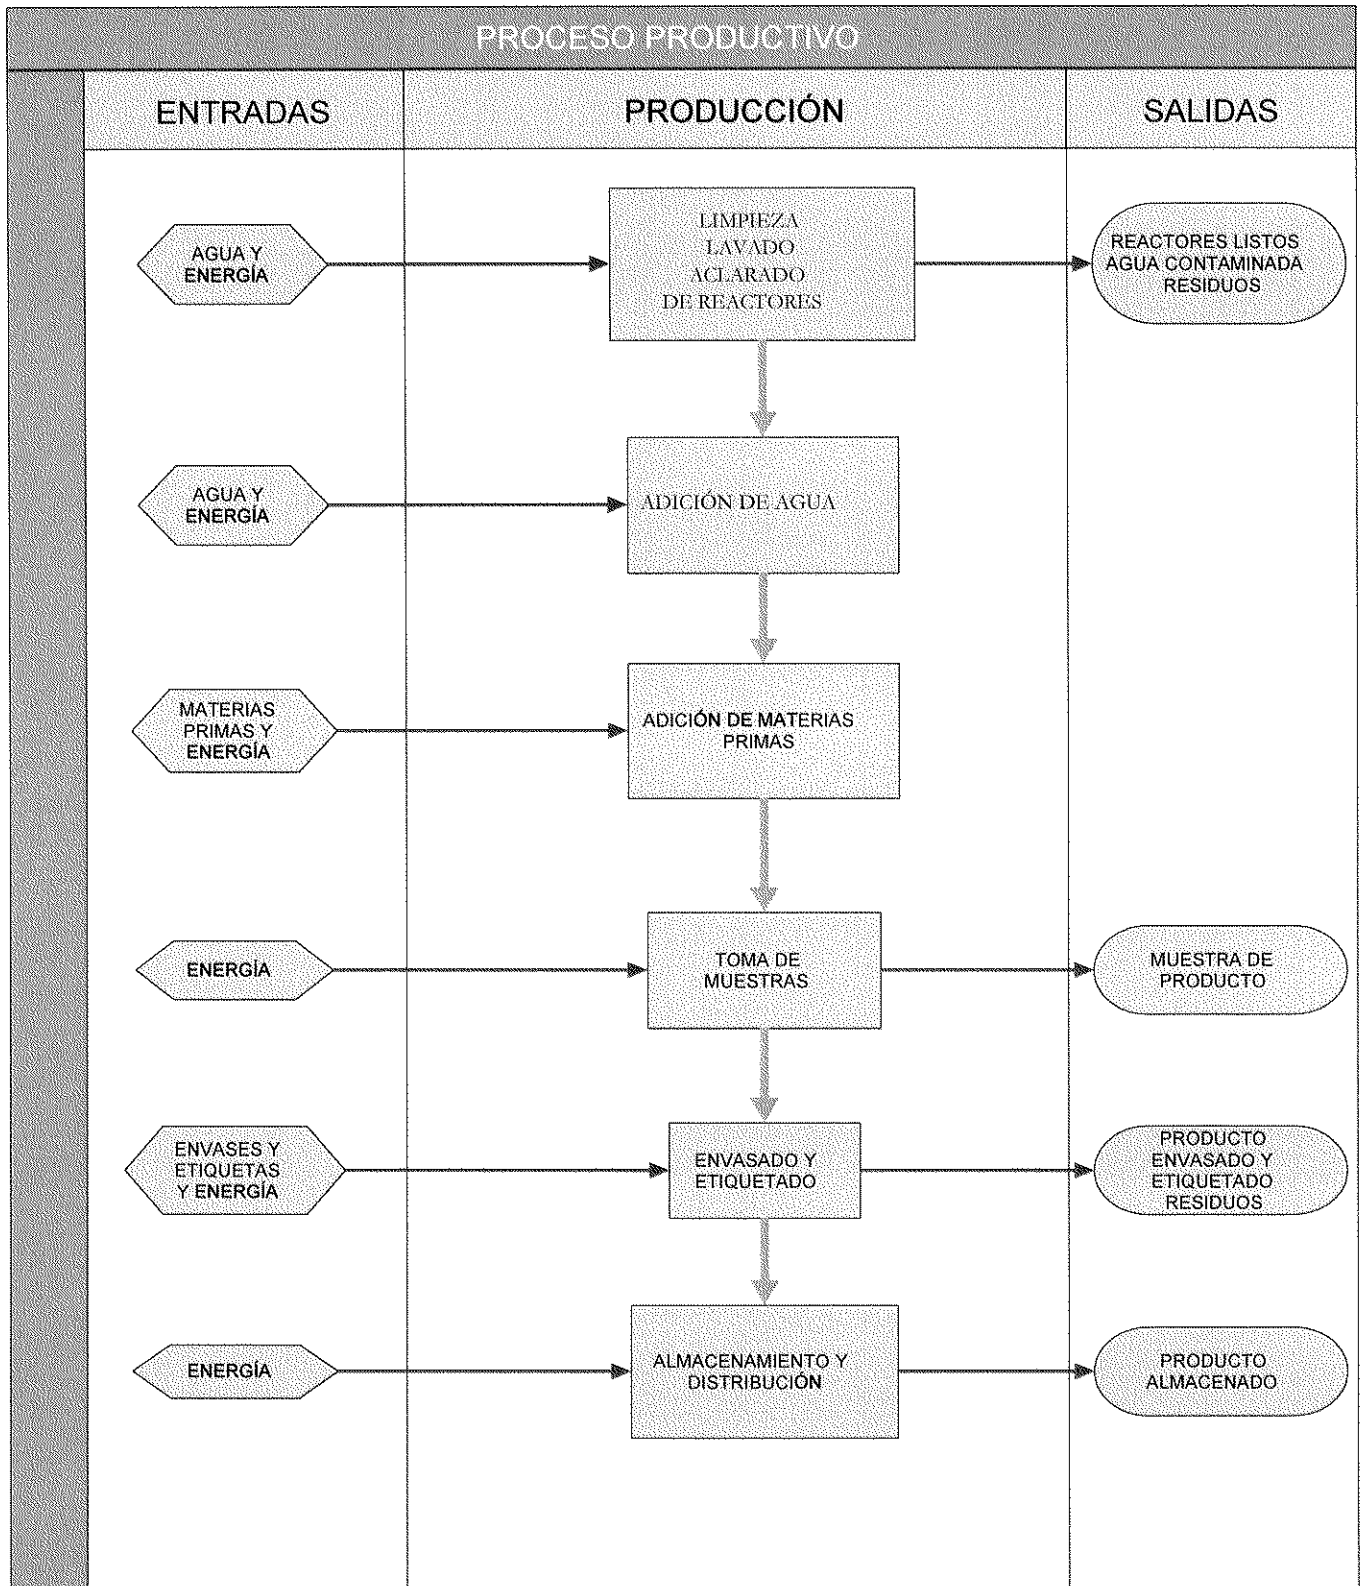 PROCESO PRODUCTIVO
ENTRADAS
PRODUCCIÓN
SALIDAS
AGUA Y
ENERGÍA
LIMPIEZA
LAVADO
ACLARADO
DE REACTORES
REACTORES LISTOS
AGUA CONTAMINADA
RESIDUOS
AGUA Y
ENERGÍA
ADICIÓN DE AGUA
MATERIAS
PRIMAS Y
ENERGÍA
ADICIÓN DE MATERIAS
PRIMAS
ENERGÍA
TOMA DE
MUESTRAS
MUESTRA DE
PRODUCTO
ENVASES Y
ETIQUETAS
Y ENERGÍA
ENVASADO Y
ETIQUETADO
PRODUCTO
ENVASADO Y
ETIQUETADO
RESIDUOS
ENERGÍA
ALMACENAMIENTO Y
DISTRIBUCIÓN
PRODUCTO
ALMACENADO